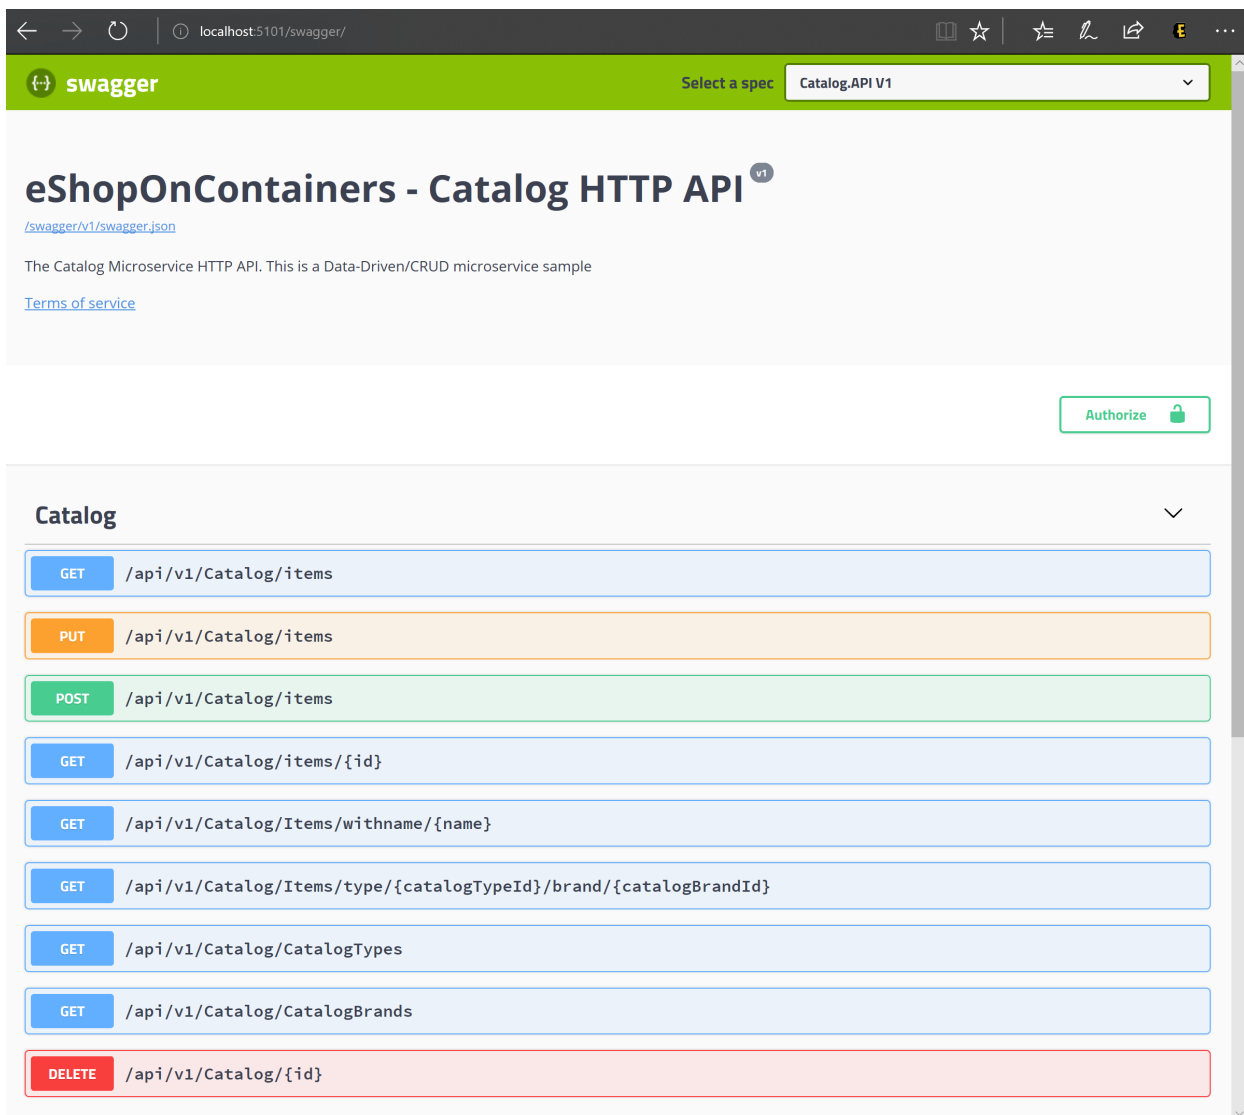 localhost:5101/swagger/
swagger
Select a spec
Catalog.API V1
eShopOnContainers - Catalog HTTP API v1
/swagger/v1/swagger.json
The Catalog Microservice HTTP API. This is a Data-Driven/CRUD microservice sample
Terms of service
Authorize
Catalog
GET /api/v1/Catalog/items
PUT /api/v1/Catalog/items
POST /api/v1/Catalog/items
GET /api/v1/Catalog/items/{id}
GET /api/v1/Catalog/Items/withname/{name}
GET /api/v1/Catalog/Items/type/{catalogTypeId}/brand/{catalogBrandId}
GET /api/v1/Catalog/CatalogTypes
GET /api/v1/Catalog/CatalogBrands
DELETE /api/v1/Catalog/{id}